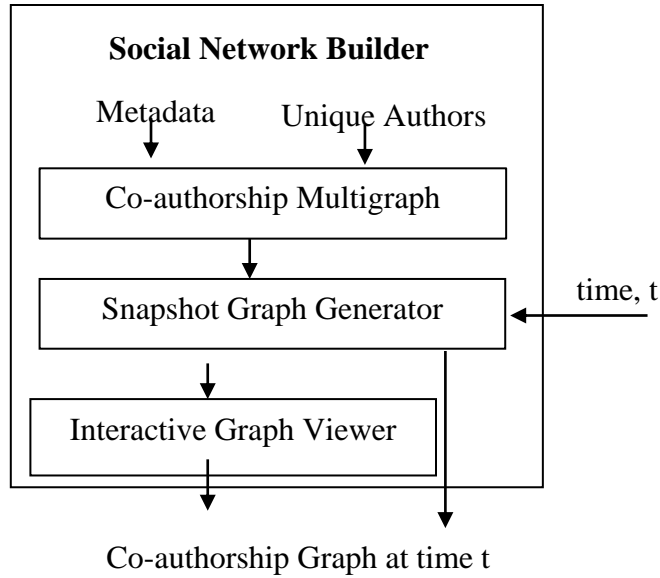 Social Network Builder
Metadata
Unique Authors
Co-authorship Multigraph
Snapshot Graph Generator
time, t
Interactive Graph Viewer
Co-authorship Graph at time t